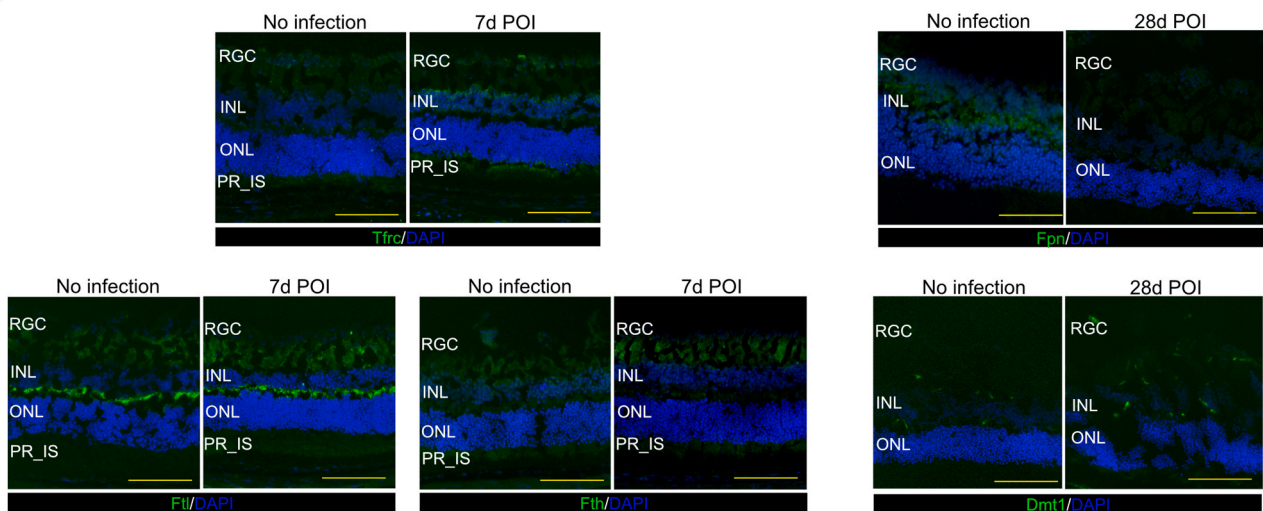 No infection
7d POI
RGC
INL
ONL
PR_IS
RGC
INL
ONL
PR_IS
Tfrc/DAPI
No infection
28d POI
RGC
INL
ONL
RGC
INL
ONL
Fpn/DAPI
No infection
7d POI
RGC
INL
ONL
PR_IS
RGC
INL
ONL
PR_IS
Ftl/DAPI
No infection
7d POI
RGC
INL
ONL
PR_IS
RGC
INL
ONL
PR_IS
Fth/DAPI
No infection
28d POI
RGC
INL
ONL
RGC
INL
ONL
Dmt1/DAPI